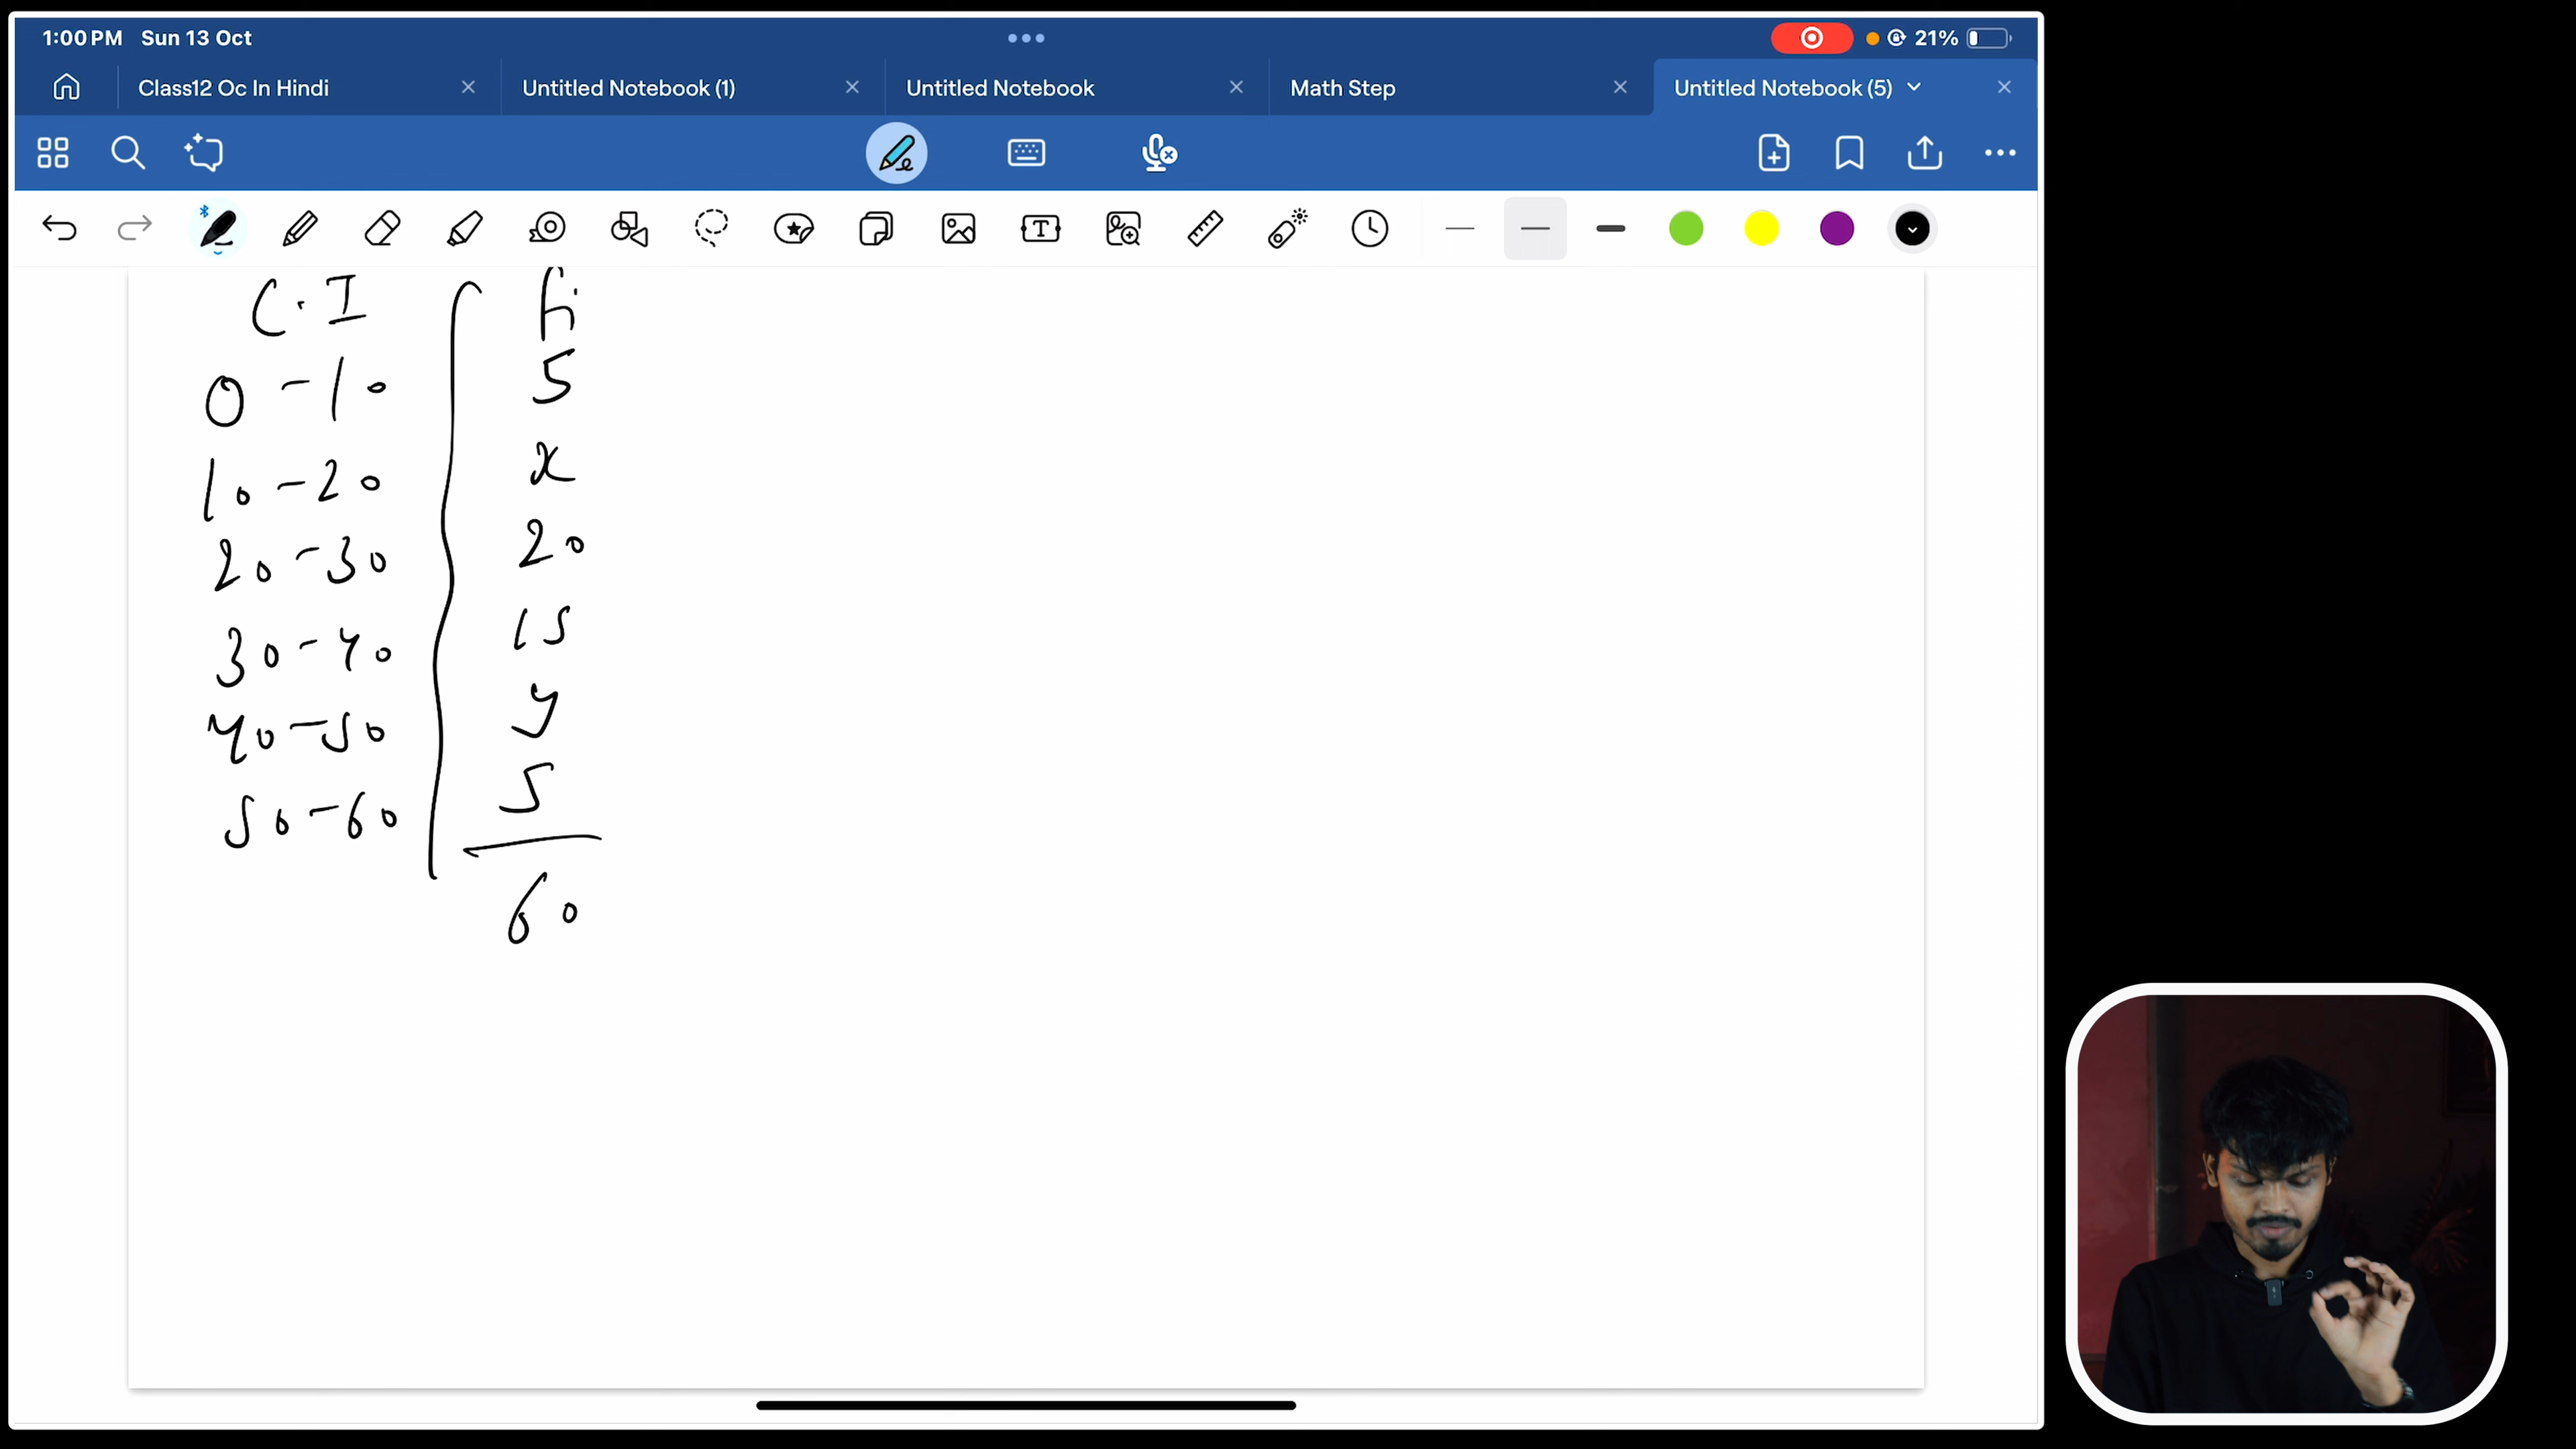 1:00 PM Sun 13 Oct
21%
Class12 Oc In Hindi
Untitled Notebook (1)
Untitled Notebook
Math Step
Untitled Notebook (5)
C.I fi
0-10 5
10-20 x
20-30 20
30-40 15
40-50 y
50-60 5
60